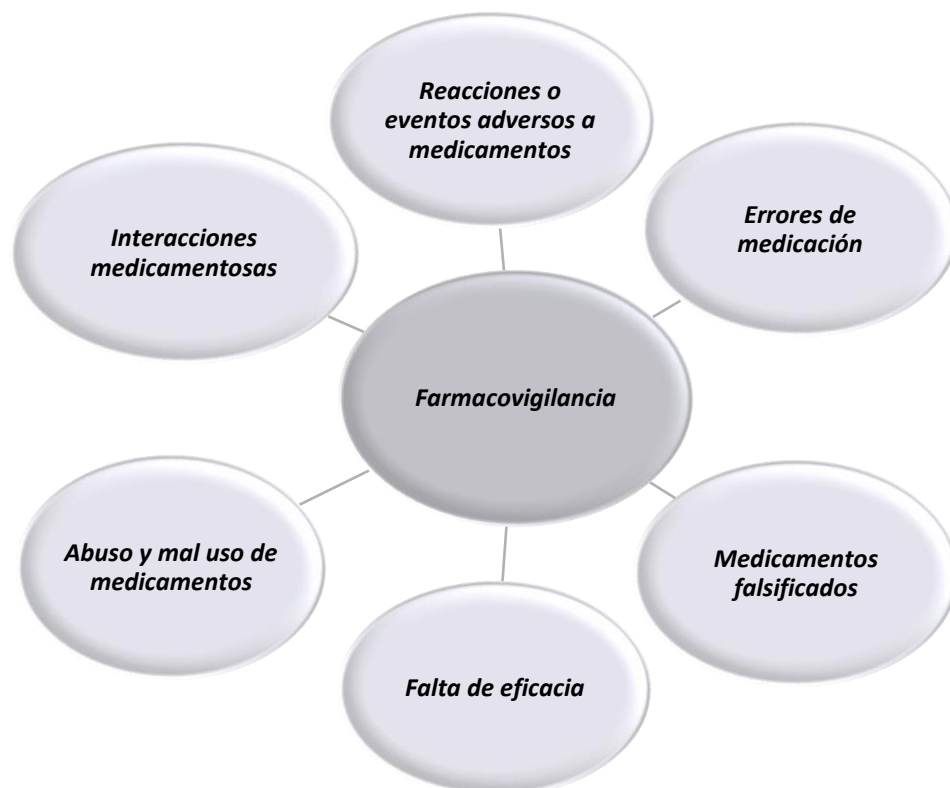 Reacciones o
eventos adversos a
medicamentos
Errores de
medicación
Interacciones
medicamentosas
Farmacovigilancia
Abuso y mal uso de
medicamentos
Medicamentos
falsificados
Falta de eficacia